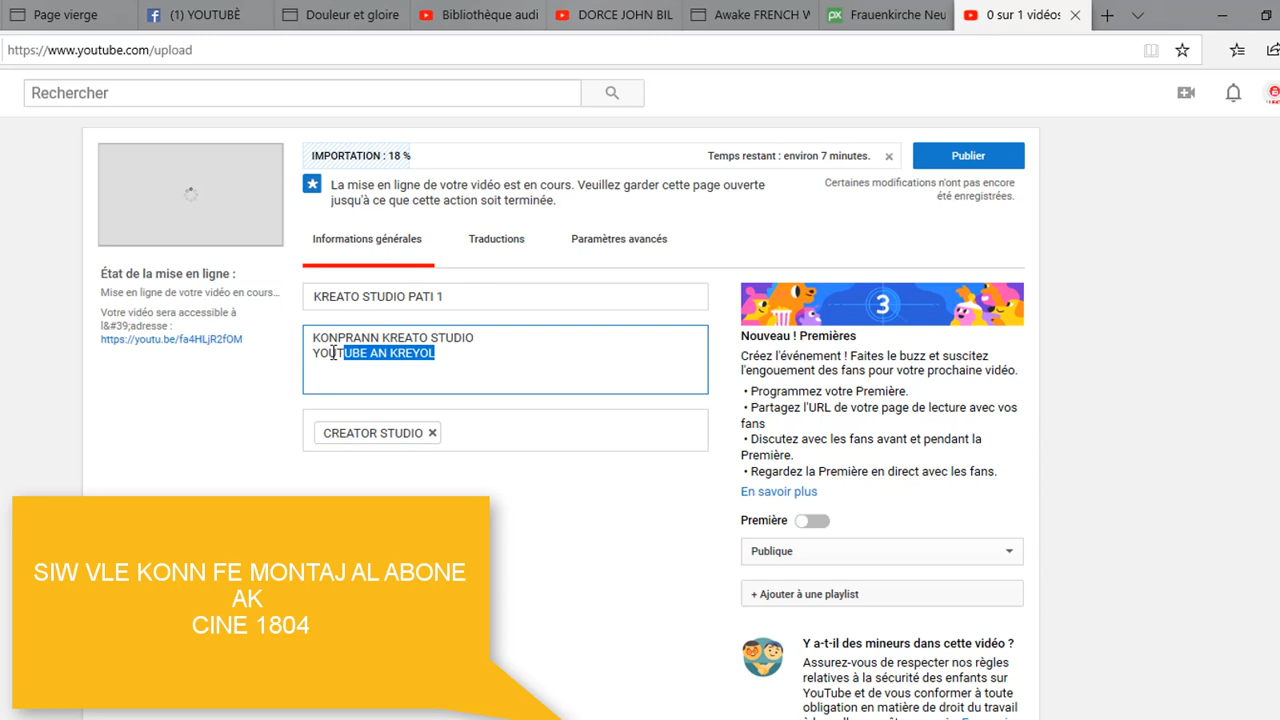 Page vierge
(1) YOUTUBÈ
Douleur et gloire
Bibliothèque audi
DORCE JOHN BIL
Awake FRENCH W
Frauenkirche Neu
0 sur 1 vidéos
https://www.youtube.com/upload
Rechercher
IMPORTATION : 18 %
Temps restant : environ 7 minutes.
Publier
La mise en ligne de votre vidéo est en cours. Veuillez garder cette page ouverte
jusqu'à ce que cette action soit terminée.
Certaines modifications n'ont pas encore
été enregistrées.
Informations générales
Traductions
Paramètres avancés
État de la mise en ligne :
Mise en ligne de votre vidéo en cours...
Votre vidéo sera accessible à
l&#39;adresse :
https://youtu.be/fa4HLjR2fOM
KREATO STUDIO PATI 1
KONPRANN KREATO STUDIO
YOUTUBE AN KREYOL
CREATOR STUDIO
3
Nouveau ! Premières
Créez l'événement ! Faites le buzz et suscitez
l'engouement des fans pour votre prochaine vidéo.
• Programmez votre Première.
• Partagez l'URL de votre page de lecture avec vos
fans
• Discutez avec les fans avant et pendant la
Première.
• Regardez la Première en direct avec les fans.
En savoir plus
Première
Publique
+ Ajouter à une playlist
Y a-t-il des mineurs dans cette vidéo ?
Assurez-vous de respecter nos règles
relatives à la sécurité des enfants sur
YouTube et de vous conformer à toute
obligation en matière de droit du travail
SIW VLE KONN FE MONTAJ AL ABONE
AK
CINE 1804